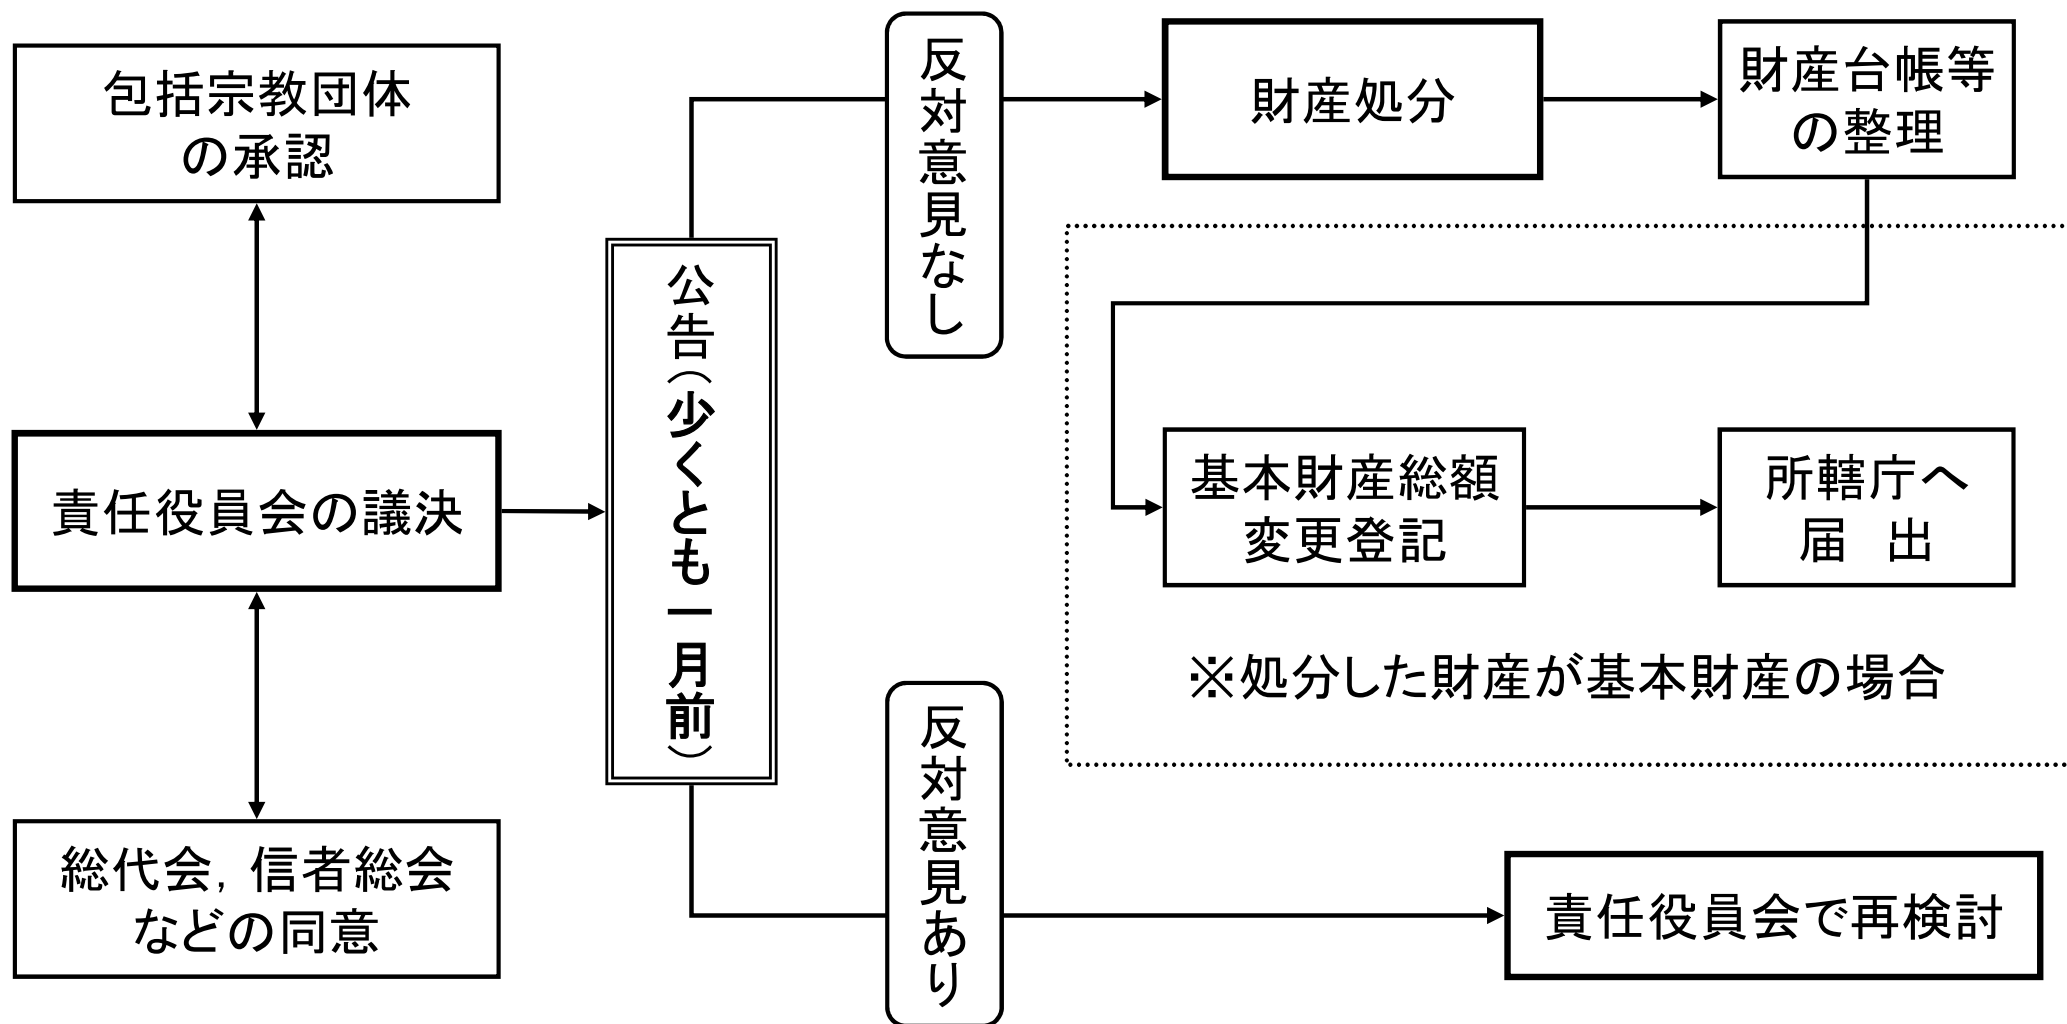 包括宗教団体
の承認
責任役員会の議決
総代会，信者総会
などの同意
公告（少くとも一月前）
反対意見なし
財産処分
財産台帳等
の整理
基本財産総額
変更登記
所轄庁へ
届　出
※処分した財産が基本財産の場合
反対意見あり
責任役員会で再検討